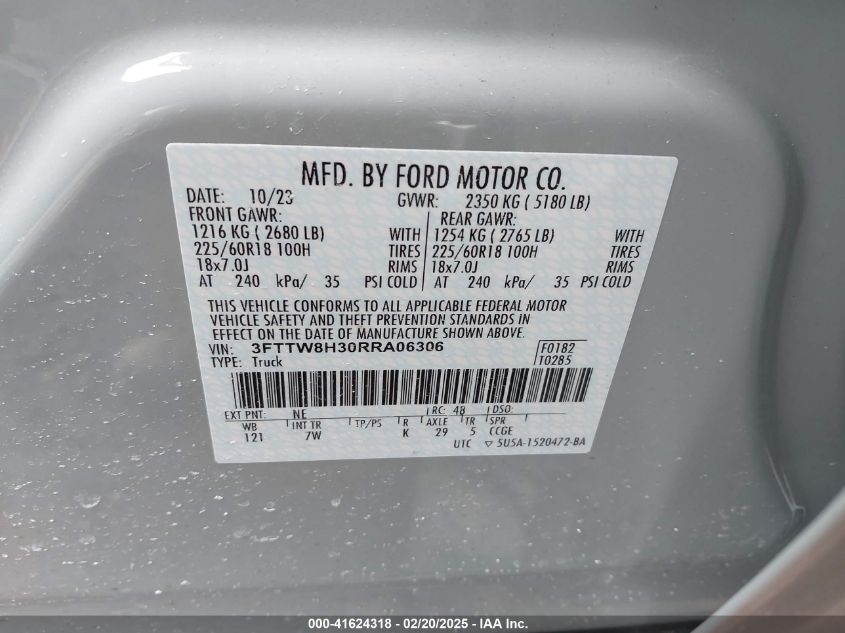 MFD. BY FORD MOTOR CO.
DATE: 10/23 GVWR: 2350 KG ( 5180 LB)
FRONT GAWR: REAR GAWR:
1216 KG ( 2680 LB) WITH 1254 KG ( 2765 LB) WITH
225/60R18 100H TIRES 225/60R18 100H TIRES
18x7.0J RIMS 18x7.0J RIMS
AT 240 kPa/ 35 PSI COLD AT 240 kPa/ 35 PSI COLD
THIS VEHICLE CONFORMS TO ALL APPLICABLE FEDERAL MOTOR
VEHICLE SAFETY AND THEFT PREVENTION STANDARDS IN
EFFECT ON THE DATE OF MANUFACTURE SHOWN ABOVE.
VIN: 3FTTW8H30RRA06306 F0182
TYPE: Truck T0285
EXT PNT: NE RC: 48 DSO:
WB INT TR TP/PS R AXLE TR SPR
121 7W K 29 5 CCGE
UTC ▽ 5U5A-1520472-BA
000-41624318 - 02/20/2025 - IAA Inc.